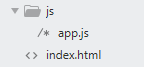 js
/* app.js
<> index.html